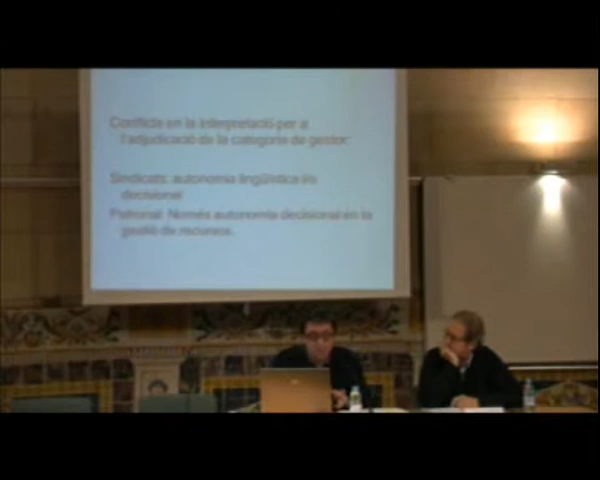 Conflicte en la interpretació per a
l'adjudicació de la categoria de gestor:
Sindicats: autonomia lingüística i/o
decisional
Patronal: Només autonomia decisional en la
gestió de recursos.